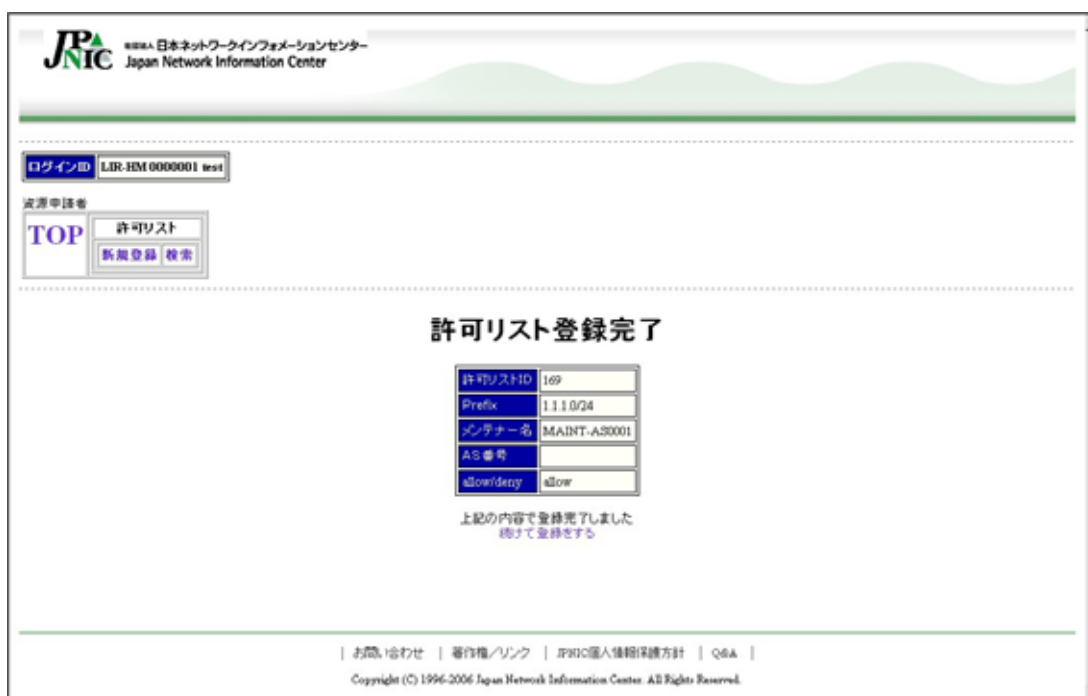 JPNIC 社団法人 日本ネットワークインフォメーションセンター
Japan Network Information Center
ログインID LIR-HM 0000001 test
資源申請者
TOP 許可リスト
新規登録 検索
許可リスト登録完了
許可リストID 169
Prefix 1.1.1.0/24
メンテナー名 MAINT-AS0001
AS番号
allow/deny allow
上記の内容で登録完了しました
続けて登録をする
| お問い合わせ | 著作権/リンク | JPNIC個人情報保護方針 | Q&A |
Copyright (C) 1996-2006 Japan Network Information Center. All Rights Reserved.